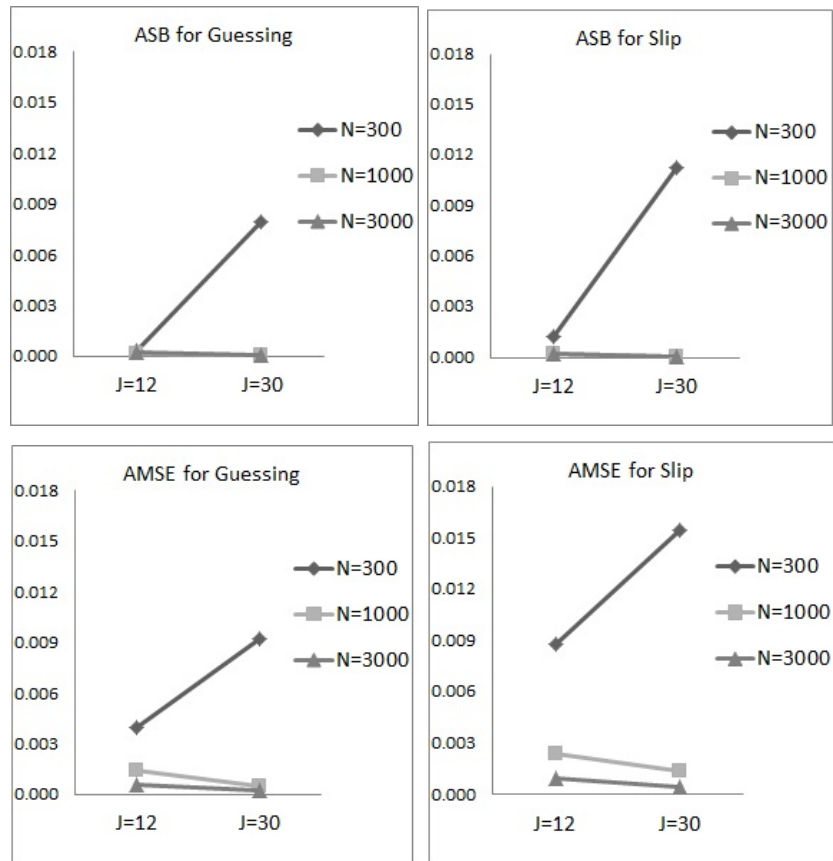 ASB for Guessing
0.018
0.015
0.012
0.009
0.006
0.003
0.000
J=12 J=30
N=300
N=1000
N=3000
ASB for Slip
0.018
0.015
0.012
0.009
0.006
0.003
0.000
J=12 J=30
N=300
N=1000
N=3000
AMSE for Guessing
0.018
0.015
0.012
0.009
0.006
0.003
0.000
J=12 J=30
N=300
N=1000
N=3000
AMSE for Slip
0.018
0.015
0.012
0.009
0.006
0.003
0.000
J=12 J=30
N=300
N=1000
N=3000